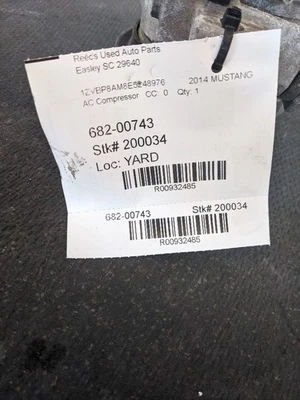 Reeds Used Auto Parts
Easley SC 29640
1ZVBP8AM8E5248976 2014 MUSTANG
AC Compressor CC: 0 Qty: 1
682-00743
Stk# 200034
Loc: YARD
R00932485
682-00743 Stk# 200034
R00932485